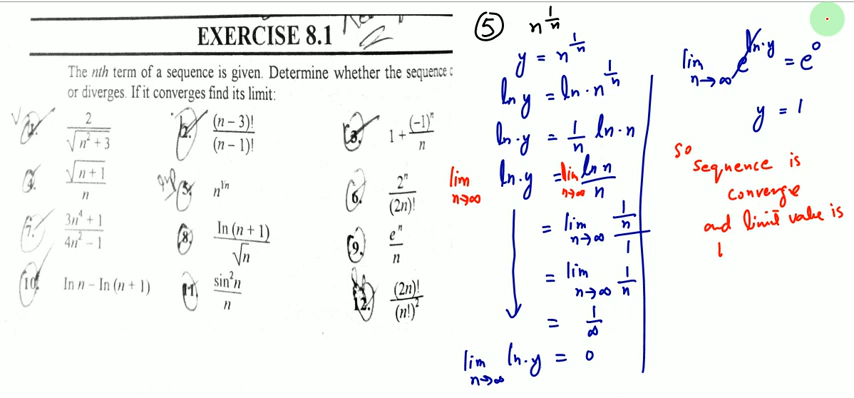 EXERCISE 8.1
The nth term of a sequence is given. Determine whether the sequence c
or diverges. If it converges find its limit:
1. 2/√(n² + 3)
2. (n − 3)!/(n − 1)!
3. 1 + (-1)ⁿ/n
4. √(n + 1)/n
5. n^(1/n)
6. 2ⁿ/(2n)!
7. (3n⁴ + 1)/(4n² − 1)
8. ln (n + 1)/√n
9. eⁿ/n
10. ln n − ln (n + 1)
11. sin²n/n
12. (2n)!/(n!)²
⑤ n^(1/n)
y = n^(1/n)
ln y = ln · n^(1/n)
ln · y = 1/n ln · n
lim n→∞ ln · y = lim n→∞ ln n/n
= lim n→∞ (1/n)/1
= lim n→∞ 1/n
= 1/∞
lim n→∞ ln · y = 0
lim n→∞ e^(ln · y) = e⁰
y = 1
so
sequence is
converge
and limit value is
1